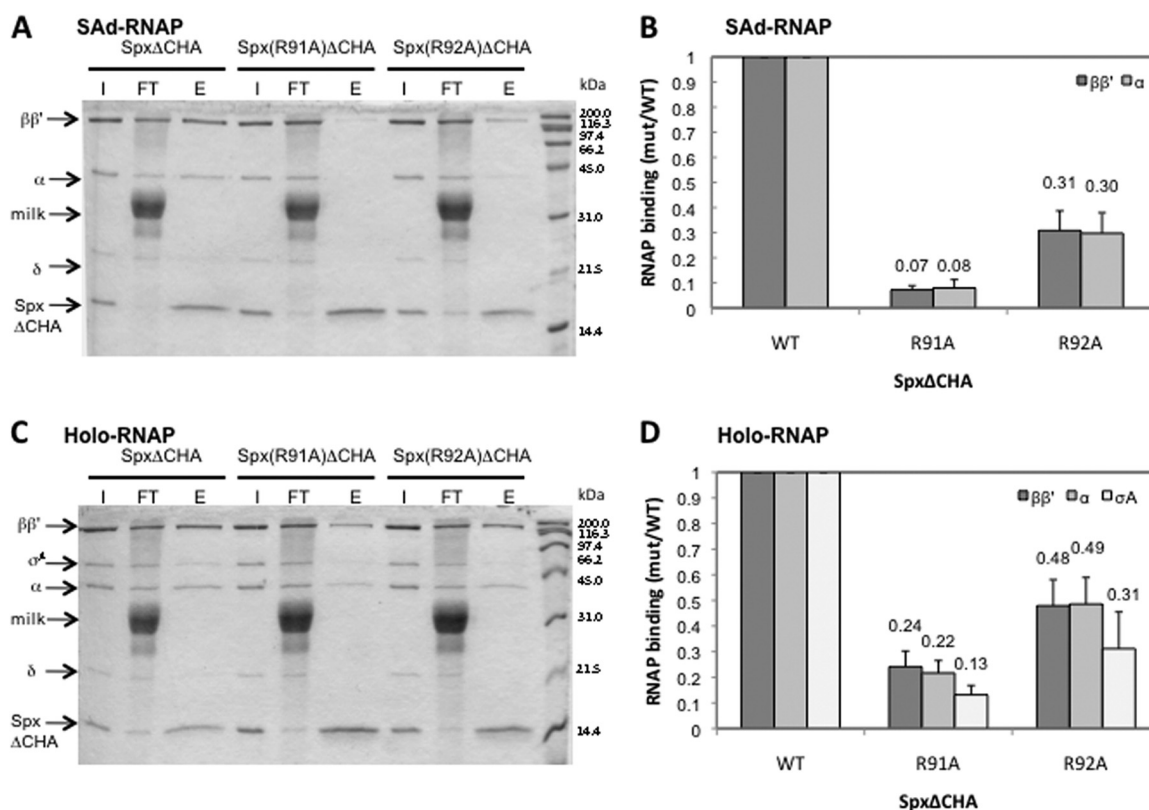 A SAd-RNAP
SpxΔCHA Spx(R91A)ΔCHA Spx(R92A)ΔCHA
I FT E I FT E I FT E
kDa
ββ'
α
milk
δ
Spx
ΔCHA
200.0
116.3
97.4
66.2
45.0
31.0
21.5
14.4
B SAd-RNAP
RNAP binding (mut/WT)
1
0.9
0.8
0.7
0.6
0.5
0.4
0.3
0.2
0.1
0
ββ' α
0.07 0.08
0.31 0.30
WT R91A R92A
SpxΔCHA
C Holo-RNAP
SpxΔCHA Spx(R91A)ΔCHA Spx(R92A)ΔCHA
I FT E I FT E I FT E
kDa
ββ'
σᴬ
α
milk
δ
Spx
ΔCHA
200.0
116.3
97.4
66.2
45.0
31.0
21.5
14.4
D Holo-RNAP
RNAP binding (mut/WT)
1
0.9
0.8
0.7
0.6
0.5
0.4
0.3
0.2
0.1
0
ββ' α σA
0.24 0.22 0.13
0.48 0.49 0.31
WT R91A R92A
SpxΔCHA